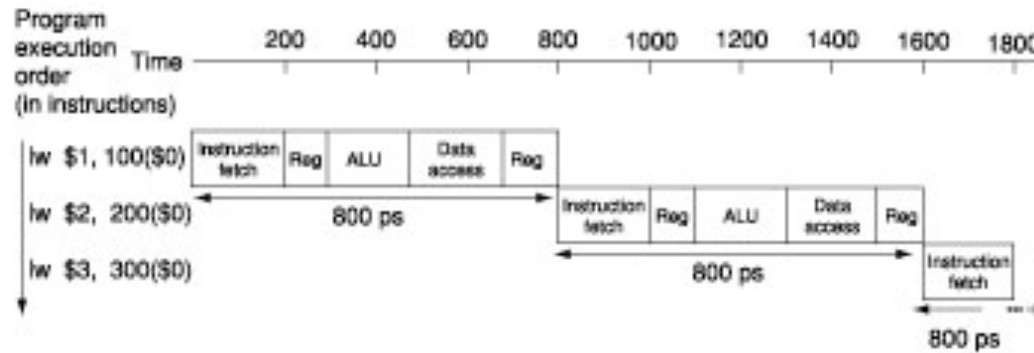 Program
execution
order
(in instructions)
Time
200 400 600 800 1000 1200 1400 1600 1800
lw $1, 100($0)
Instruction
fetch
Reg
ALU
Data
access
Reg
800 ps
lw $2, 200($0)
Instruction
fetch
Reg
ALU
Data
access
Reg
800 ps
lw $3, 300($0)
Instruction
fetch
...
800 ps